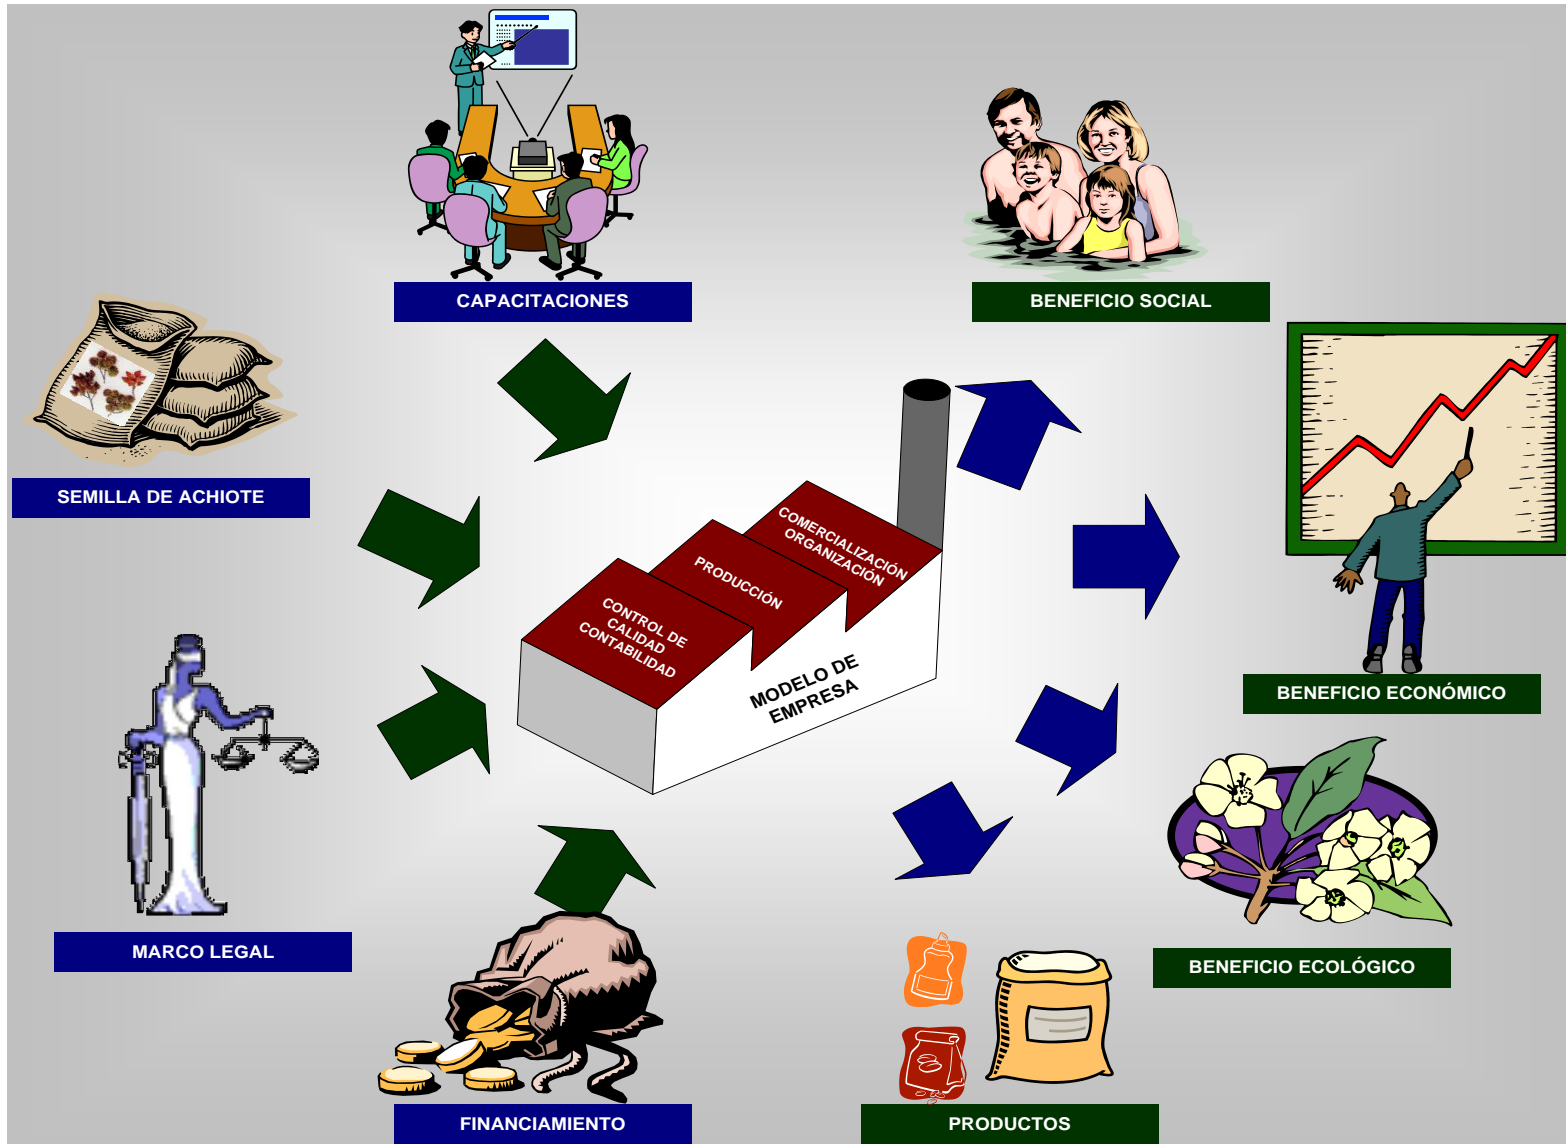 CAPACITACIONES
BENEFICIO SOCIAL
SEMILLA DE ACHIOTE
COMERCIALIZACIÓN
ORGANIZACIÓN
PRODUCCIÓN
CONTROL DE
CALIDAD
CONTABILIDAD
MODELO DE
EMPRESA
BENEFICIO ECONÓMICO
MARCO LEGAL
BENEFICIO ECOLÓGICO
FINANCIAMIENTO
PRODUCTOS